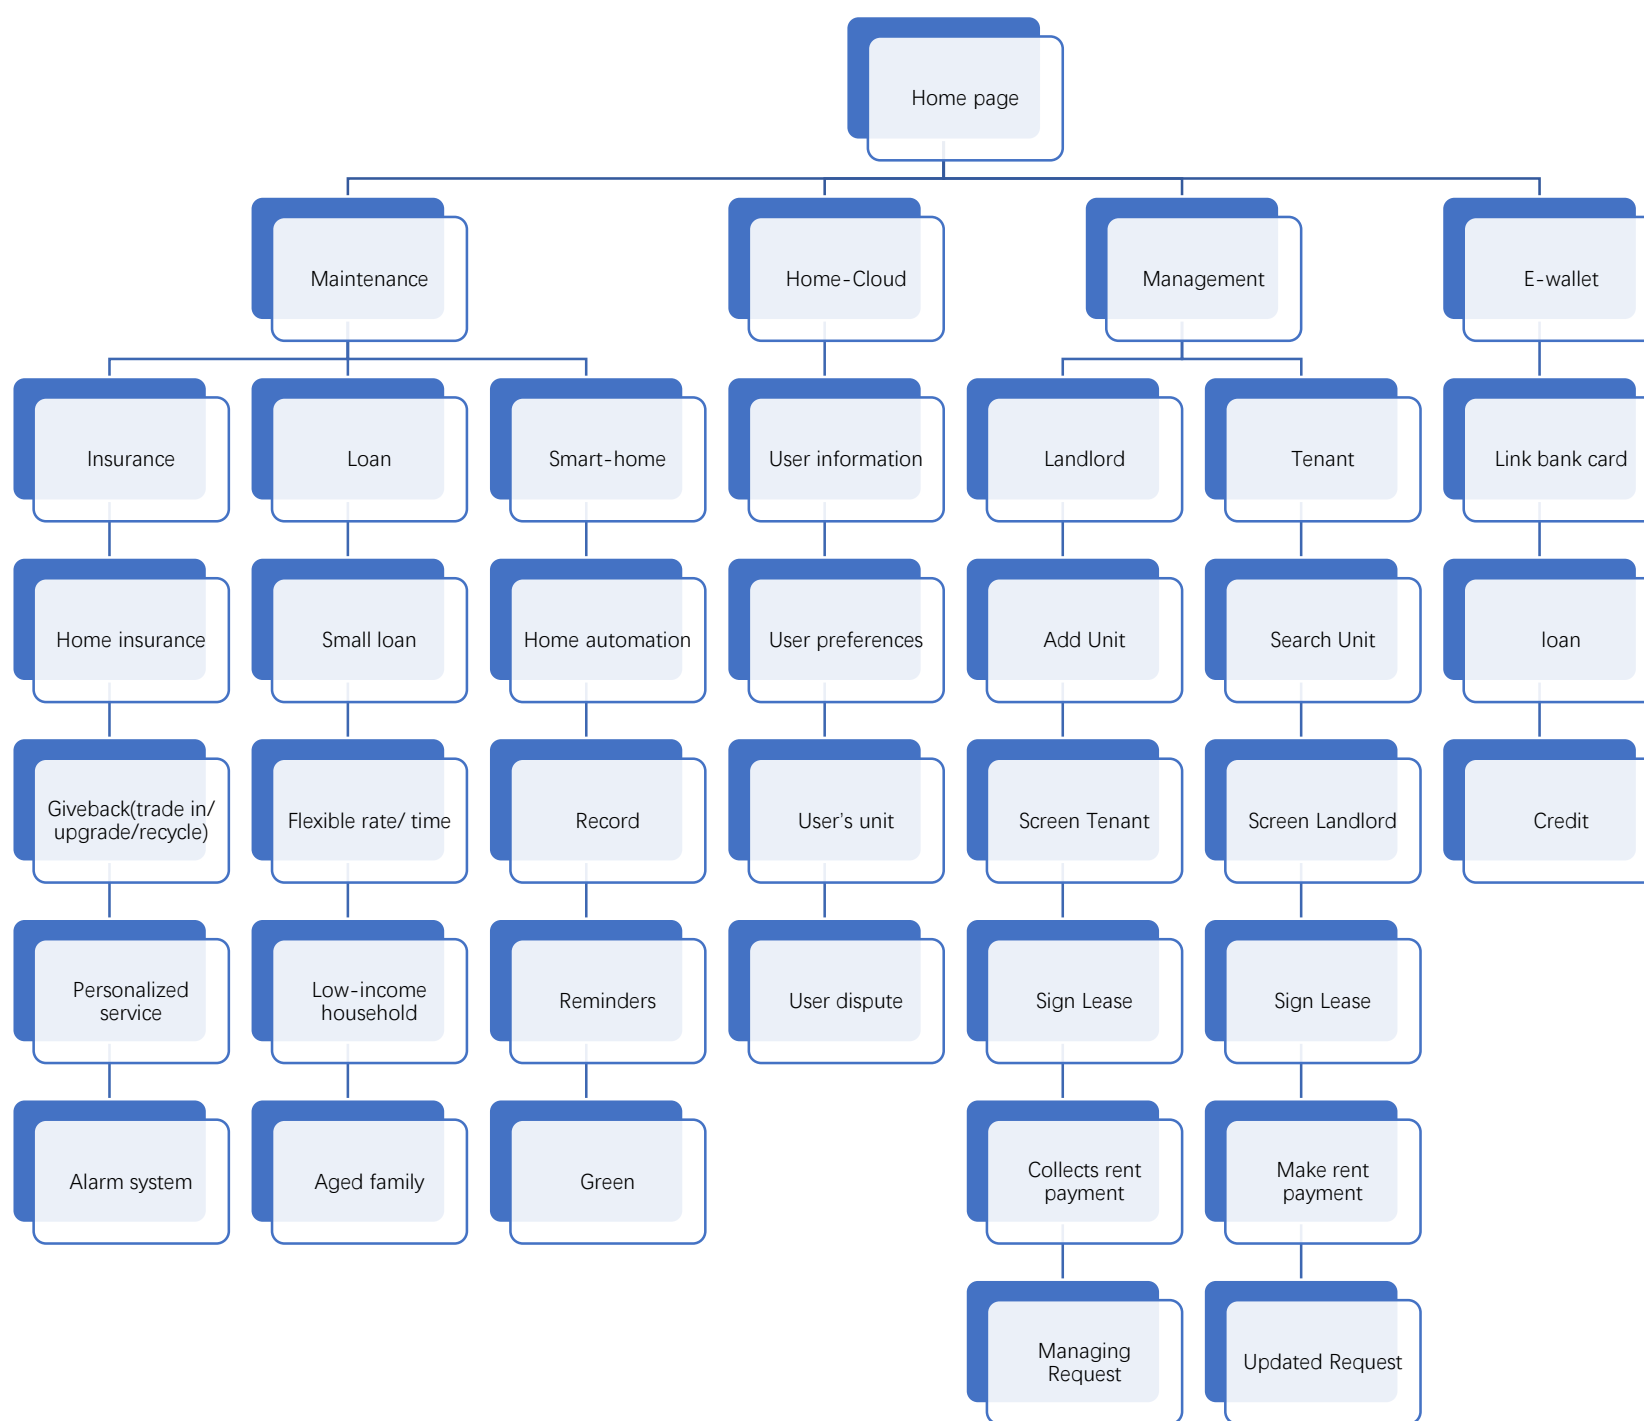 Home page
Maintenance
Home-Cloud
Management
E-wallet
Insurance
Loan
Smart-home
User information
Landlord
Tenant
Link bank card
Home insurance
Small loan
Home automation
User preferences
Add Unit
Search Unit
loan
Giveback(trade in/
upgrade/recycle)
Flexible rate/ time
Record
User's unit
Screen Tenant
Screen Landlord
Credit
Personalized
service
Low-income
household
Reminders
User dispute
Sign Lease
Sign Lease
Alarm system
Aged family
Green
Collects rent
payment
Make rent
payment
Managing
Request
Updated Request